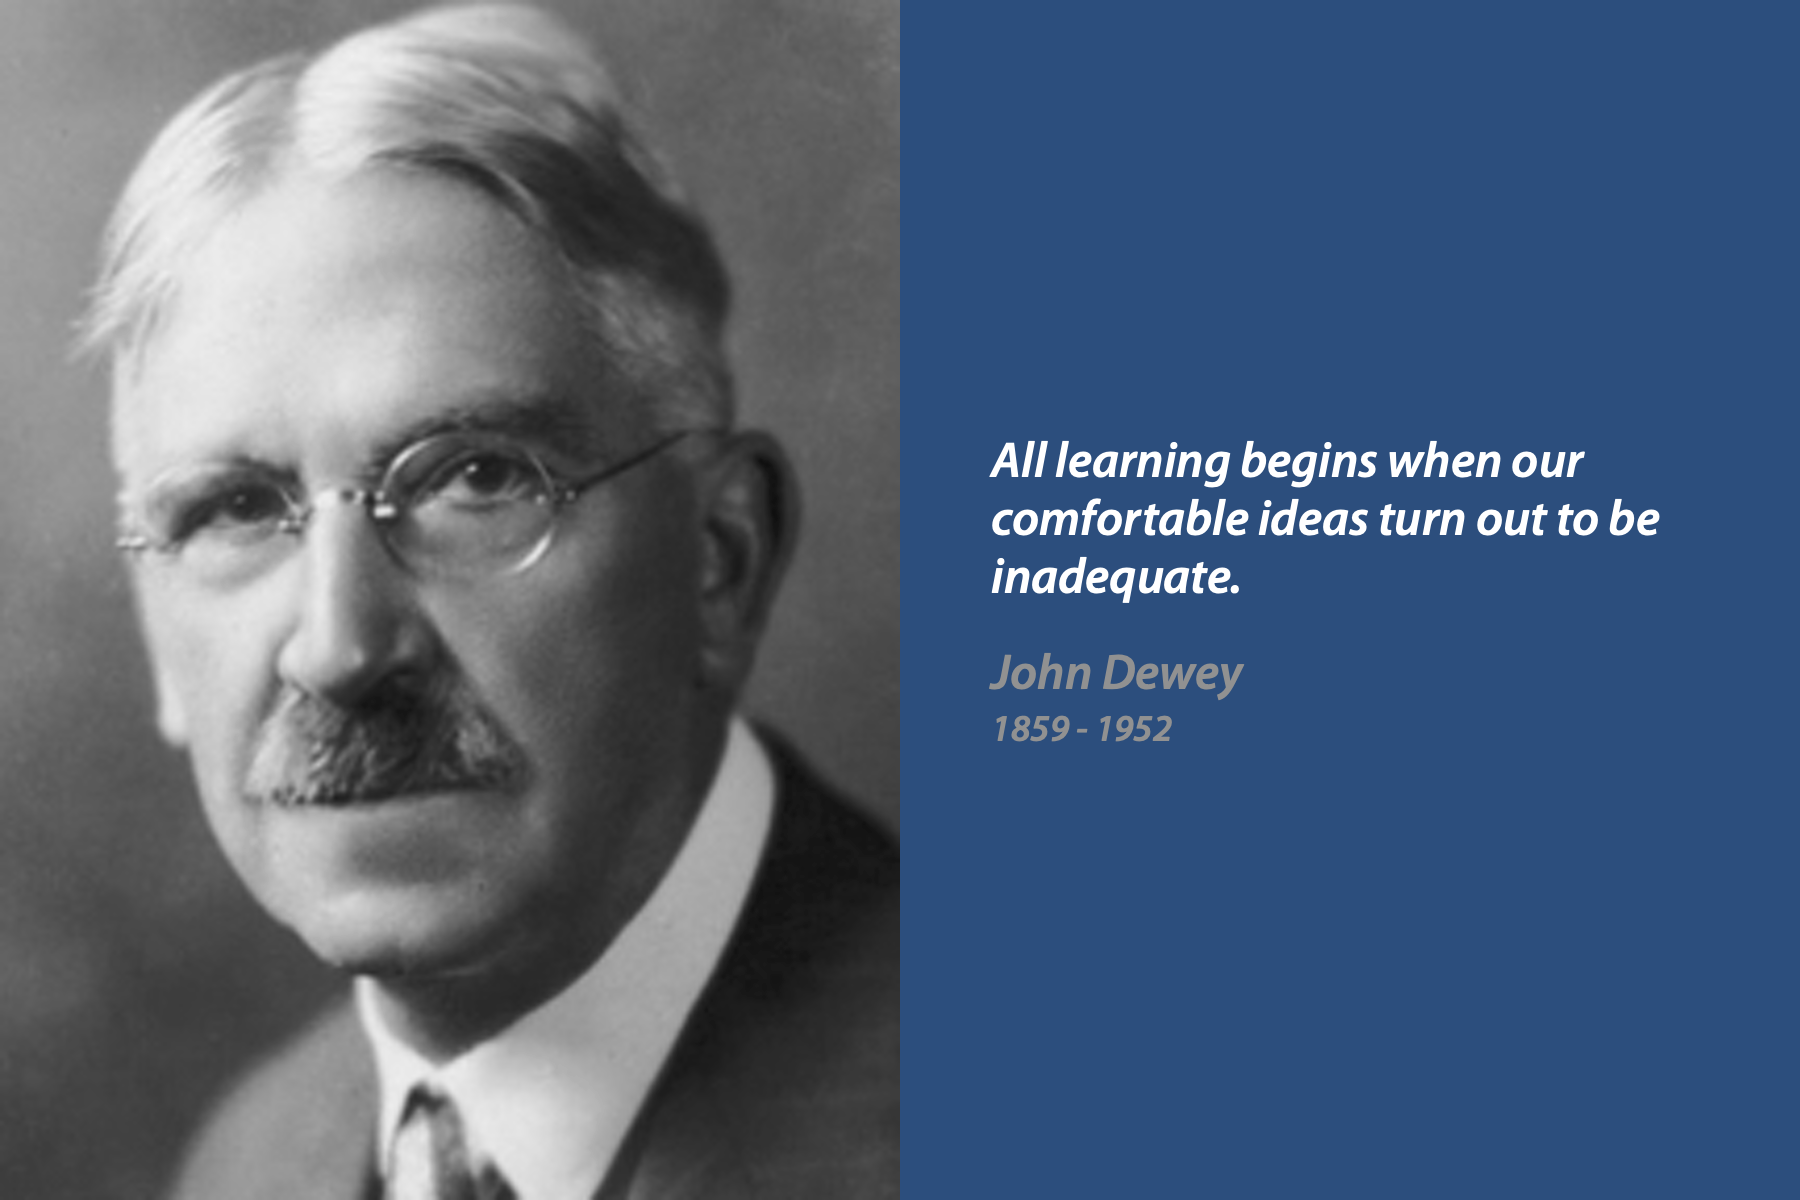 All learning begins when our
comfortable ideas turn out to be
inadequate.
John Dewey
1859 - 1952